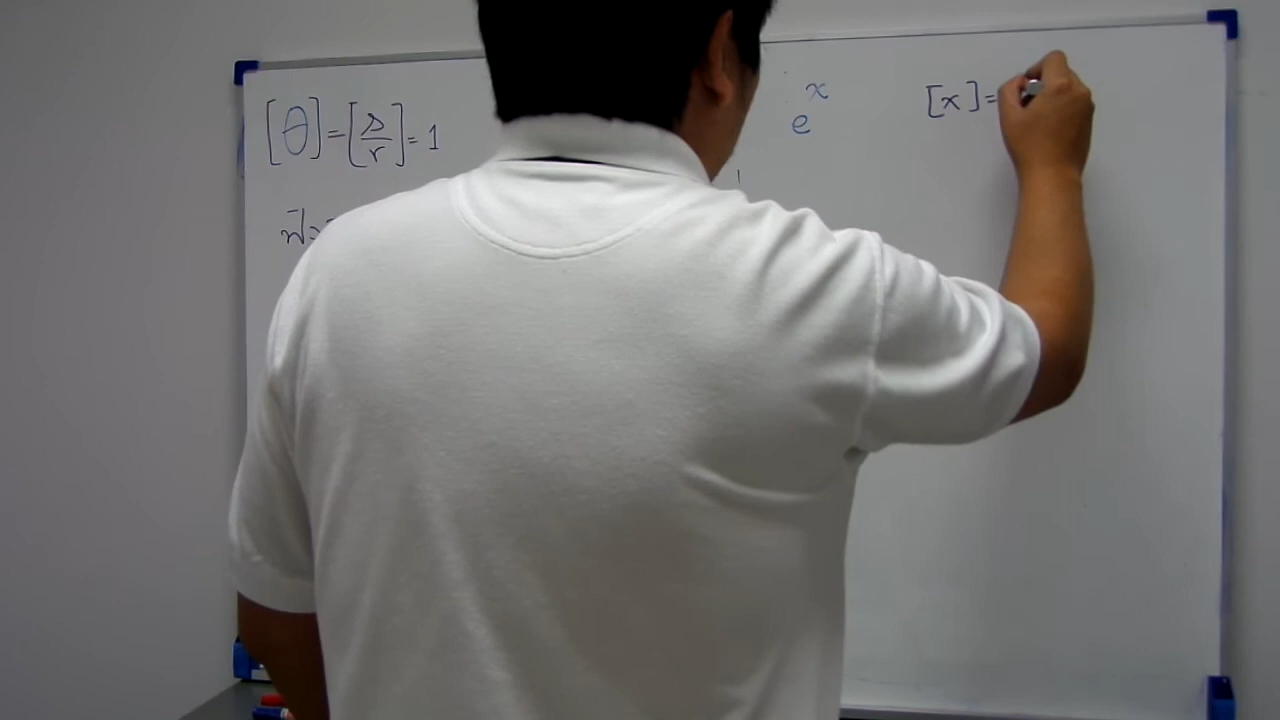 [θ] = [s/r] = 1
e^x
[x] =